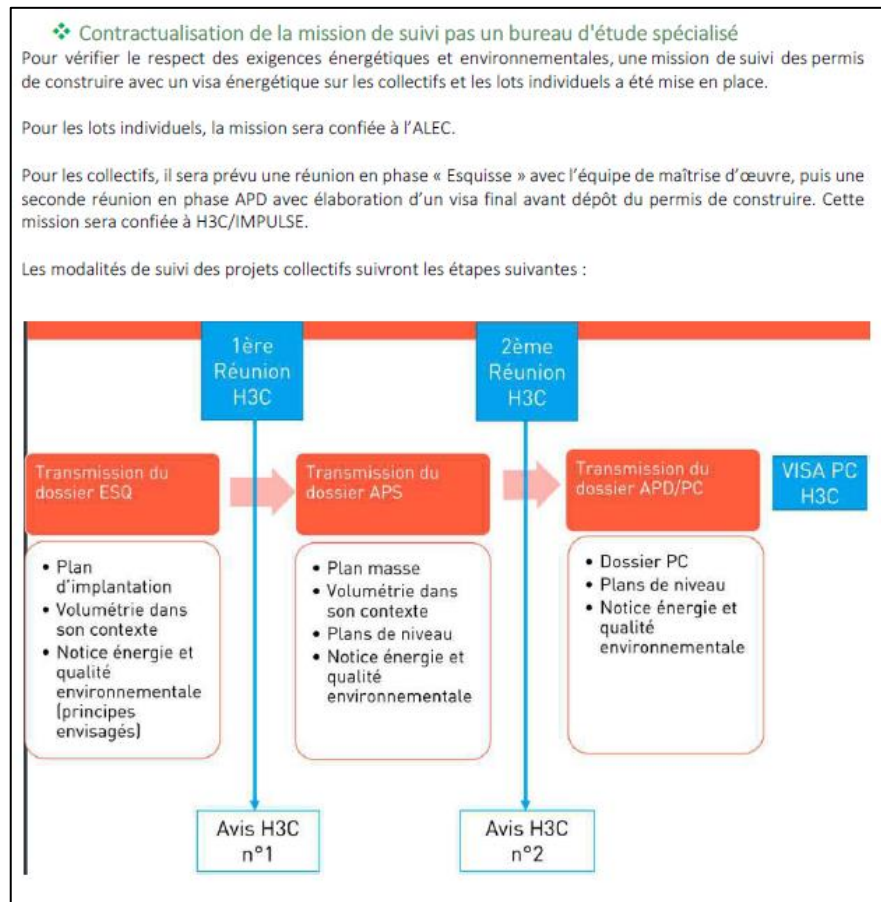 ❖ Contractualisation de la mission de suivi pas un bureau d'étude spécialisé
Pour vérifier le respect des exigences énergétiques et environnementales, une mission de suivi des permis
de construire avec un visa énergétique sur les collectifs et les lots individuels a été mise en place.
Pour les lots individuels, la mission sera confiée à l'ALEC.
Pour les collectifs, il sera prévu une réunion en phase « Esquisse » avec l'équipe de maîtrise d'œuvre, puis une
seconde réunion en phase APD avec élaboration d'un visa final avant dépôt du permis de construire. Cette
mission sera confiée à H3C/IMPULSE.
Les modalités de suivi des projets collectifs suivront les étapes suivantes :
1ère
Réunion
H3C
2ème
Réunion
H3C
Transmission du
dossier ESQ
Transmission du
dossier APS
Transmission du
dossier APD/PC
VISA PC
H3C
• Plan
d'implantation
• Volumétrie dans
son contexte
• Notice énergie et
qualité
environnementale
(principes
envisagés)
• Plan masse
• Volumétrie dans
son contexte
• Plans de niveau
• Notice énergie et
qualité
environnementale
• Dossier PC
• Plans de niveau
• Notice énergie et
qualité
environnementale
Avis H3C
n°1
Avis H3C
n°2